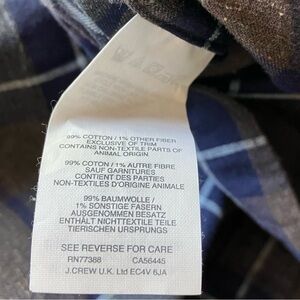 99% COTTON / 1% OTHER FIBER
EXCLUSIVE OF TRIM
CONTAINS NON-TEXTILE PARTS OF
ANIMAL ORIGIN
99% COTON / 1% AUTRE FIBRE
SAUF GARNITURES
CONTIENT DES PARTIES
NON-TEXTILES D'ORIGINE ANIMALE
99% BAUMWOLLE /
1% SONSTIGE FASERN
AUSGENOMMEN BESATZ
ENTHÄLT NICHTTEXTILE TEILE
TIERISCHEN URSPRUNGS
SEE REVERSE FOR CARE
RN77388 CA56445
J.CREW U.K. Ltd EC4V 6JA